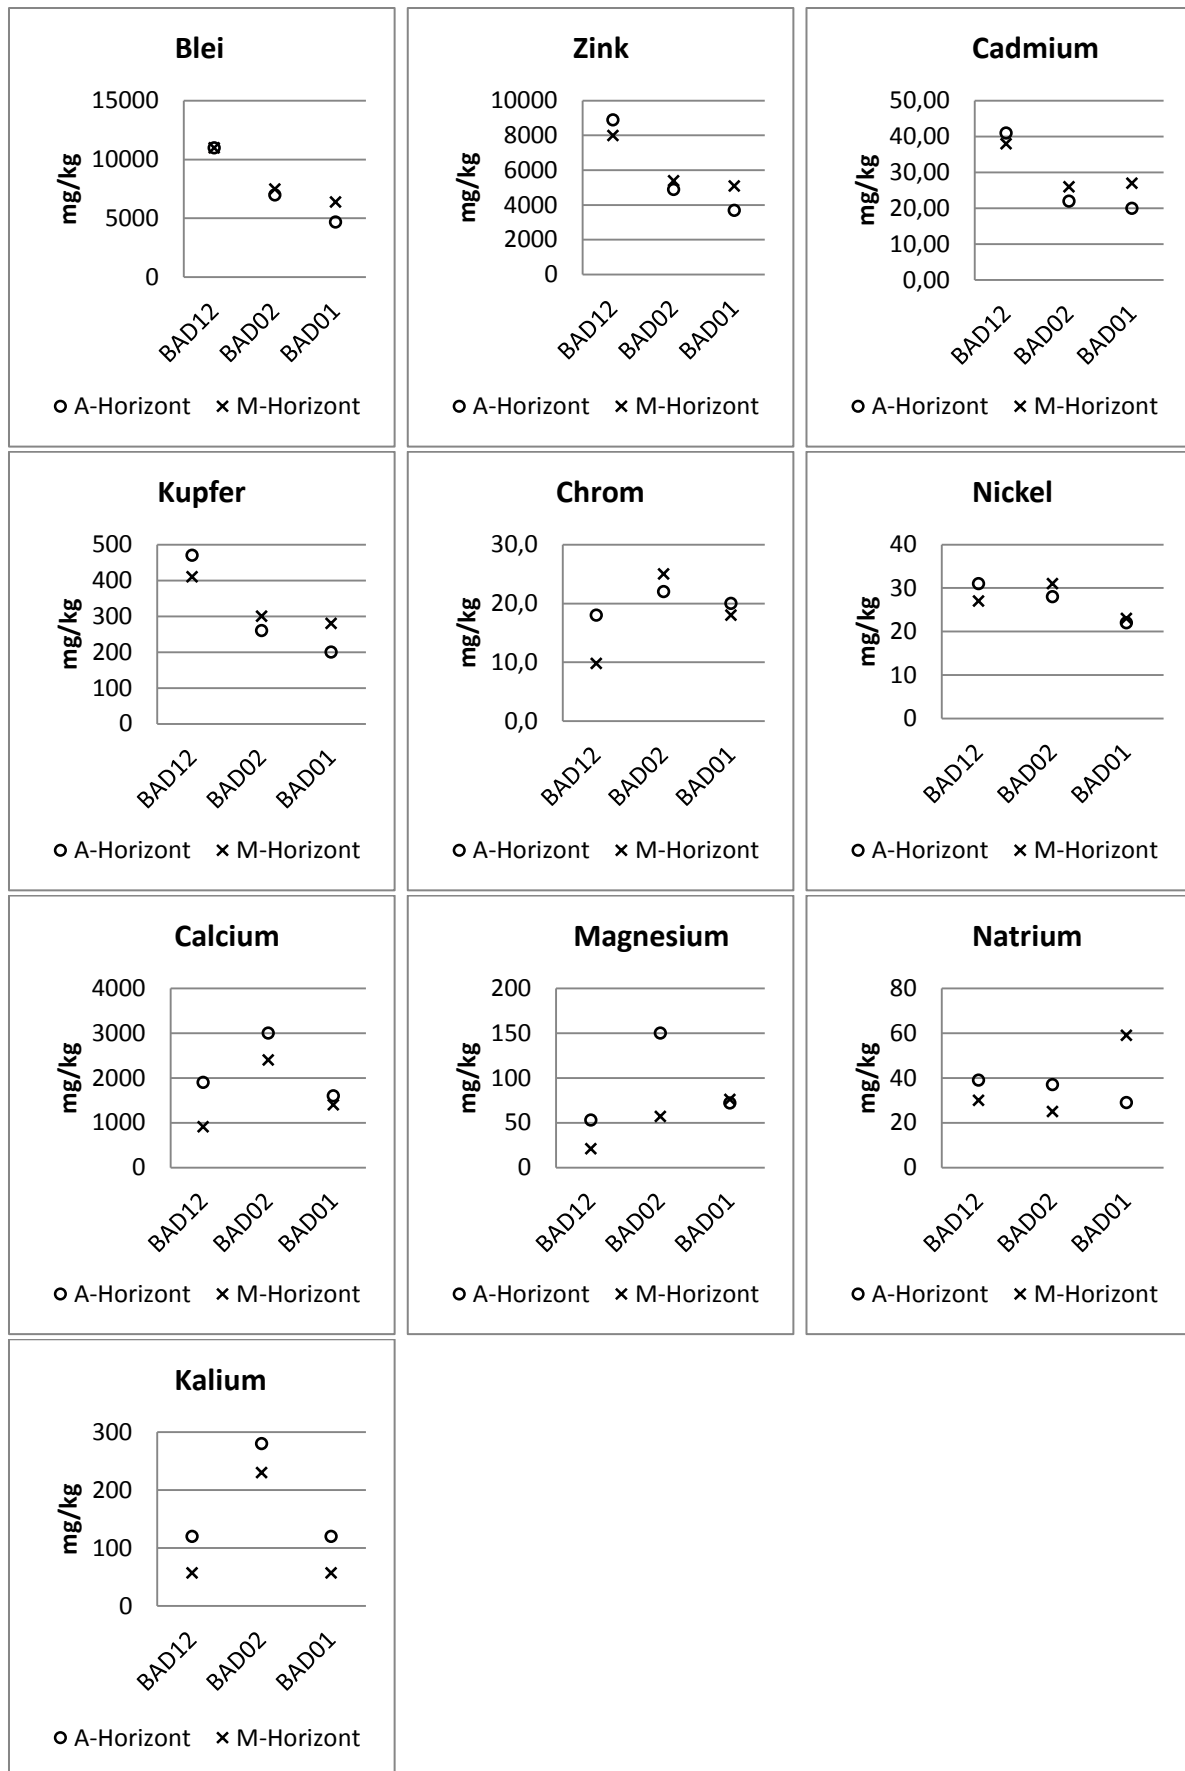 Blei
15000
10000
5000
0
mg/kg
BAD12
BAD02
BAD01
A-Horizont M-Horizont
Zink
10000
8000
6000
4000
2000
0
mg/kg
BAD12
BAD02
BAD01
A-Horizont M-Horizont
Cadmium
50,00
40,00
30,00
20,00
10,00
0,00
mg/kg
BAD12
BAD02
BAD01
A-Horizont M-Horizont
Kupfer
500
400
300
200
100
0
mg/kg
BAD12
BAD02
BAD01
A-Horizont M-Horizont
Chrom
30,0
20,0
10,0
0,0
mg/kg
BAD12
BAD02
BAD01
A-Horizont M-Horizont
Nickel
40
30
20
10
0
mg/kg
BAD12
BAD02
BAD01
A-Horizont M-Horizont
Calcium
4000
3000
2000
1000
0
mg/kg
BAD12
BAD02
BAD01
A-Horizont M-Horizont
Magnesium
200
150
100
50
0
mg/kg
BAD12
BAD02
BAD01
A-Horizont M-Horizont
Natrium
80
60
40
20
0
mg/kg
BAD12
BAD02
BAD01
A-Horizont M-Horizont
Kalium
300
200
100
0
mg/kg
BAD12
BAD02
BAD01
A-Horizont M-Horizont